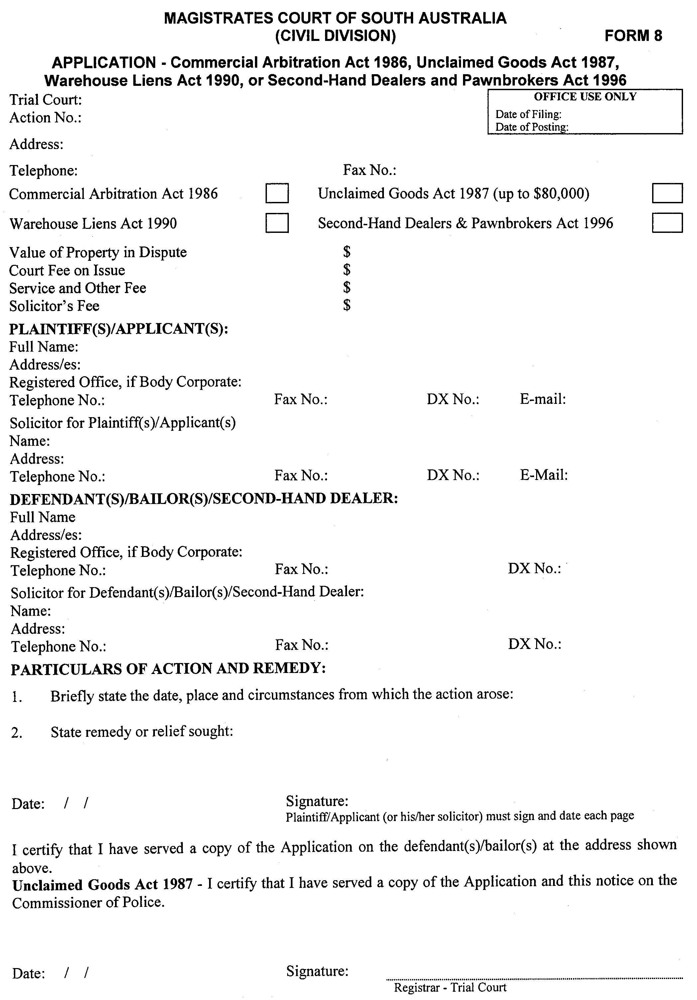 MAGISTRATES COURT OF SOUTH AUSTRALIA
(CIVIL DIVISION) FORM 8
APPLICATION - Commercial Arbitration Act 1986, Unclaimed Goods Act 1987,
Warehouse Liens Act 1990, or Second-Hand Dealers and Pawnbrokers Act 1996
Trial Court: OFFICE USE ONLY
Action No.: Date of Filing:
Date of Posting:
Address:
Telephone: Fax No.:
Commercial Arbitration Act 1986 Unclaimed Goods Act 1987 (up to $80,000)
Warehouse Liens Act 1990 Second-Hand Dealers & Pawnbrokers Act 1996
Value of Property in Dispute $
Court Fee on Issue $
Service and Other Fee $
Solicitor's Fee $
PLAINTIFF(S)/APPLICANT(S):
Full Name:
Address/es:
Registered Office, if Body Corporate:
Telephone No.: Fax No.: DX No.: E-mail:
Solicitor for Plaintiff(s)/Applicant(s)
Name:
Address:
Telephone No.: Fax No.: DX No.: E-Mail:
DEFENDANT(S)/BAILOR(S)/SECOND-HAND DEALER:
Full Name
Address/es:
Registered Office, if Body Corporate:
Telephone No.: Fax No.: DX No.:
Solicitor for Defendant(s)/Bailor(s)/Second-Hand Dealer:
Name:
Address:
Telephone No.: Fax No.: DX No.:
PARTICULARS OF ACTION AND REMEDY:
1. Briefly state the date, place and circumstances from which the action arose:
2. State remedy or relief sought:
Date: / / Signature:
Plaintiff/Applicant (or his/her solicitor) must sign and date each page
I certify that I have served a copy of the Application on the defendant(s)/bailor(s) at the address shown
above.
Unclaimed Goods Act 1987 - I certify that I have served a copy of the Application and this notice on the
Commissioner of Police.
Date: / / Signature:
Registrar - Trial Court